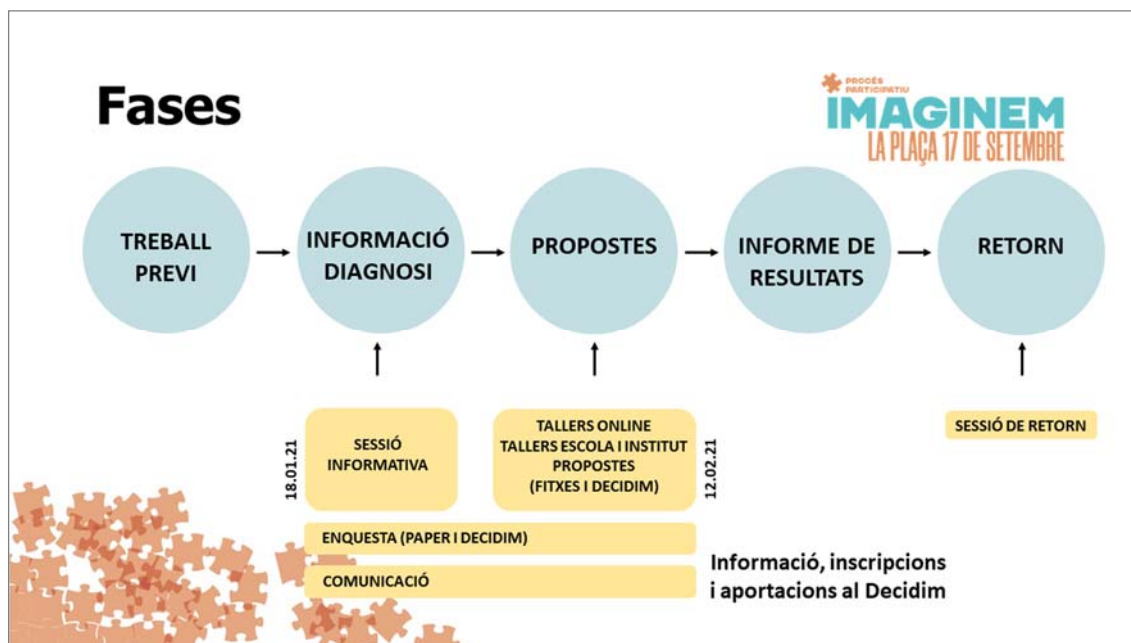 Fases
PROCÉS
PARTICIPATIU
IMAGINEM
LA PLAÇA 17 DE SETEMBRE
TREBALL
PREVI
INFORMACIÓ
DIAGNOSI
PROPOSTES
INFORME DE
RESULTATS
RETORN
18.01.21
SESSIÓ
INFORMATIVA
TALLERS ONLINE
TALLERS ESCOLA I INSTITUT
PROPOSTES
(FITXES I DECIDIM)
12.02.21
SESSIÓ DE RETORN
ENQUESTA (PAPER I DECIDIM)
COMUNICACIÓ
Informació, inscripcions
i aportacions al Decidim